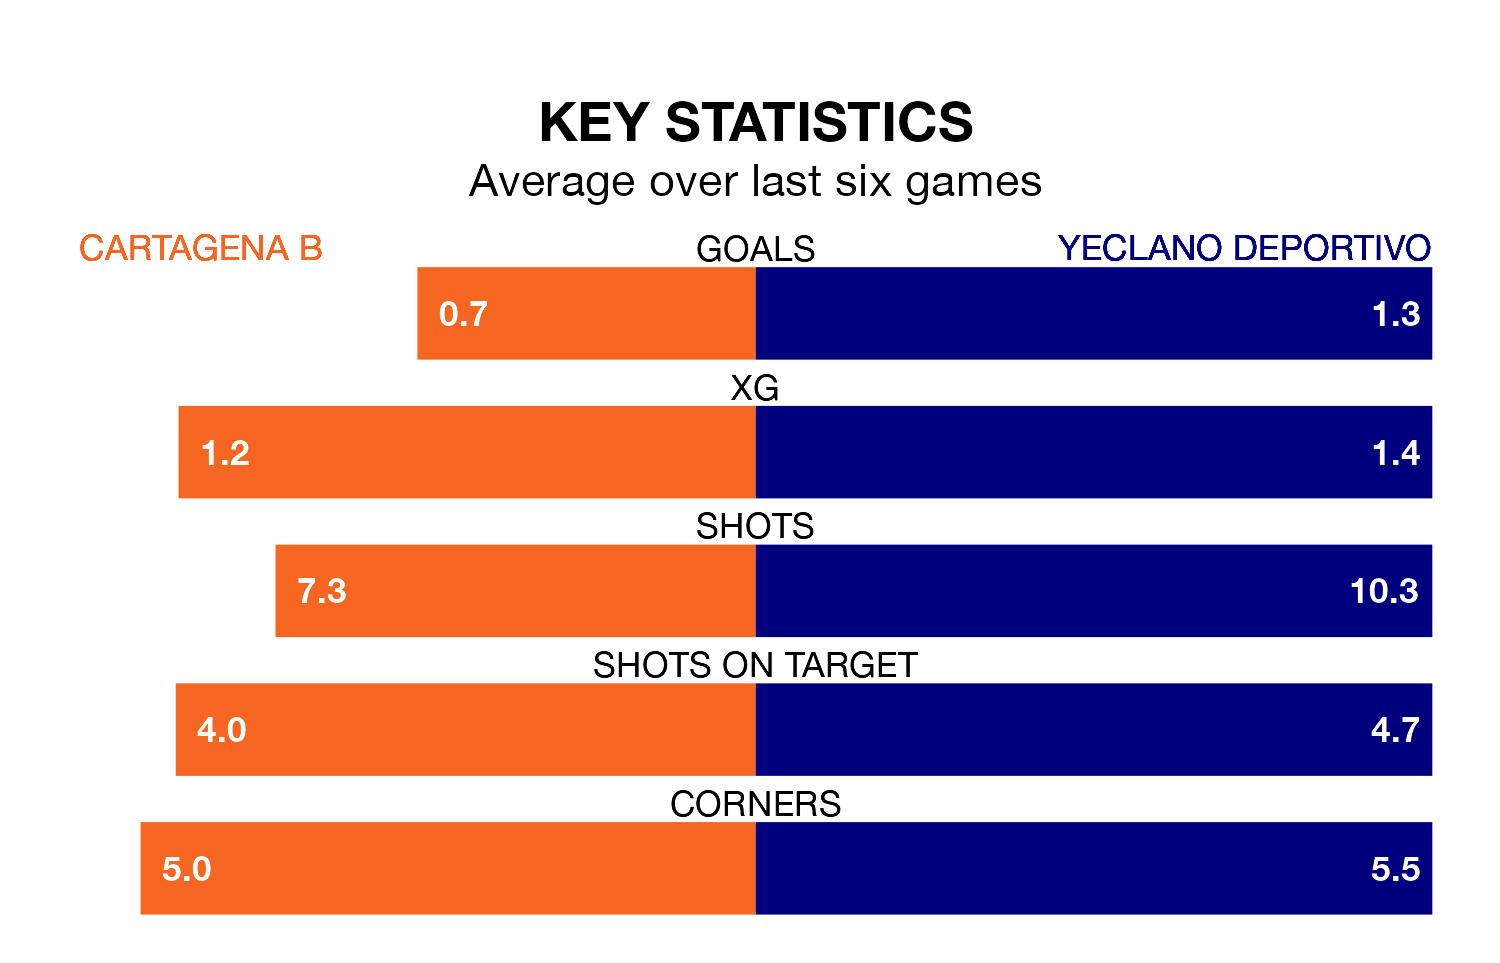 KEY STATISTICS
Average over last six games
CARTAGENA B GOALS YECLANO DEPORTIVO
0.7 1.3
XG
1.2 1.4
SHOTS
7.3 10.3
SHOTS ON TARGET
4.0 4.7
CORNERS
5.0 5.5